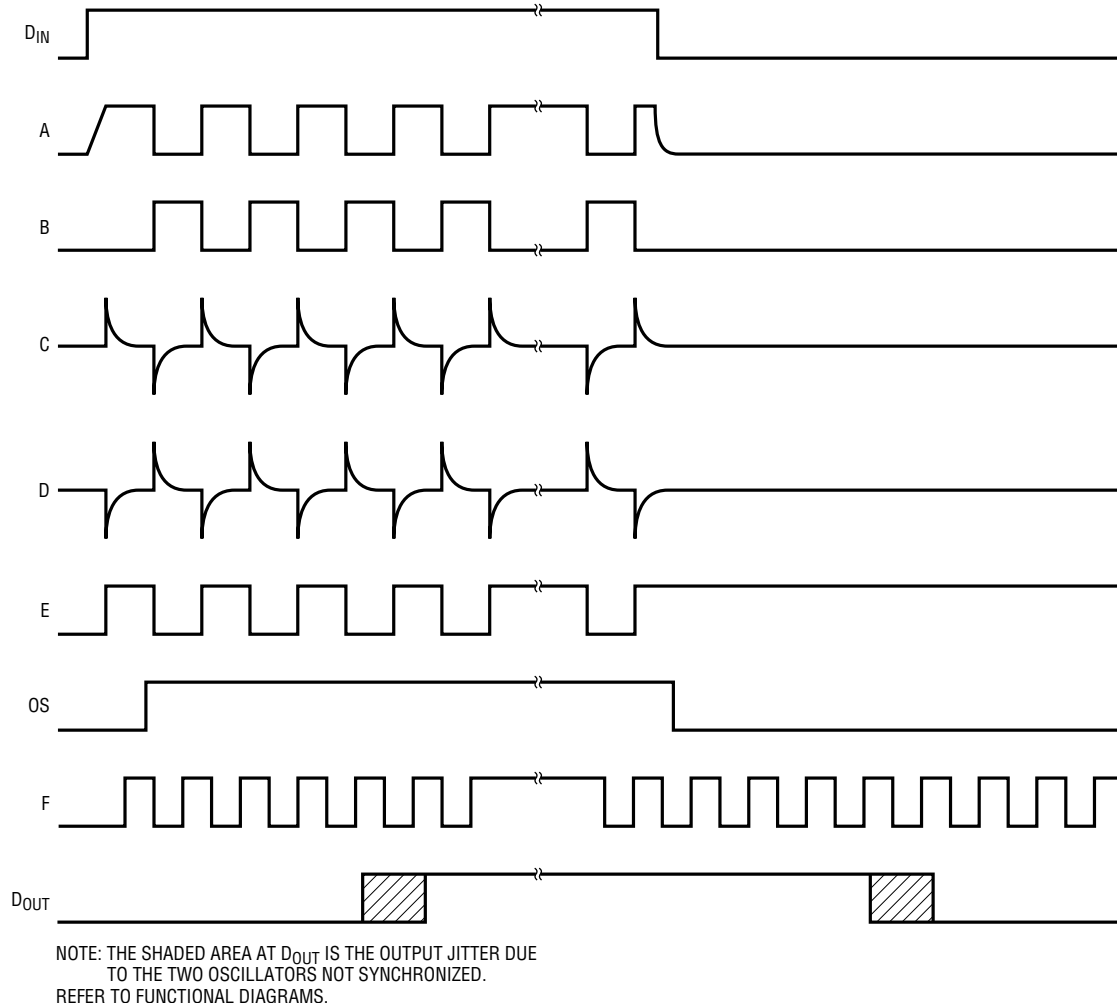 DIN
A
B
C
D
E
OS
F
DOUT
NOTE: THE SHADED AREA AT DOUT IS THE OUTPUT JITTER DUE
TO THE TWO OSCILLATORS NOT SYNCHRONIZED.
REFER TO FUNCTIONAL DIAGRAMS.